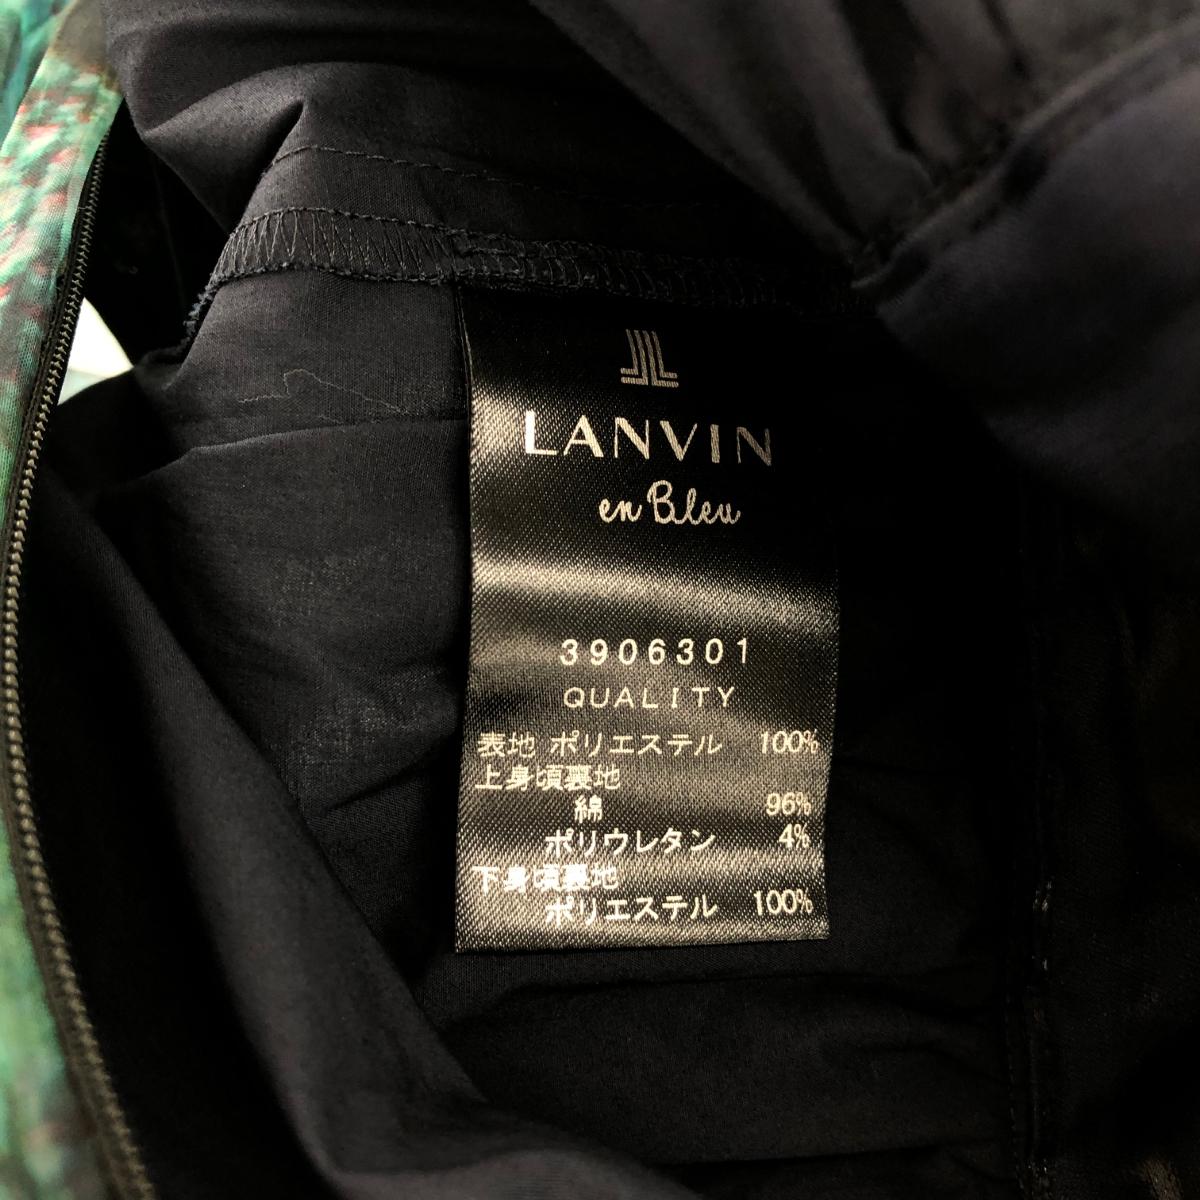 LANVIN
en Bleu
3906301
QUALITY
表地 ポリエステル 100%
上身頃裏地
綿 96%
ポリウレタン 4%
下身頃裏地
ポリエステル 100%